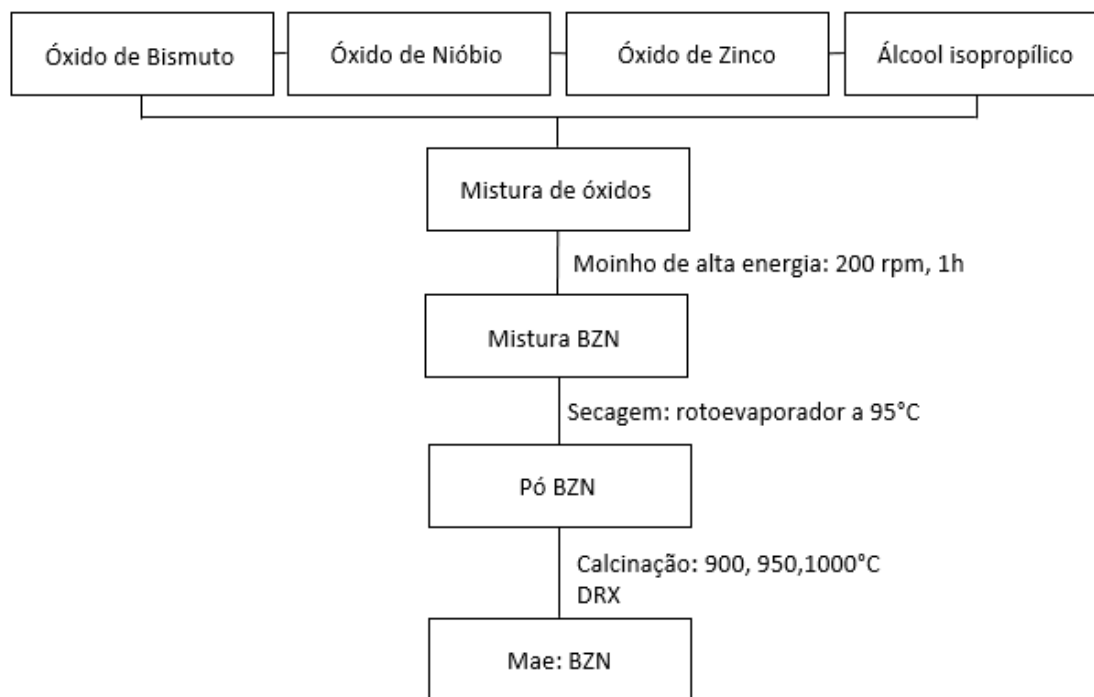 Óxido de Bismuto
Óxido de Nióbio
Óxido de Zinco
Álcool isopropílico
Mistura de óxidos
Moinho de alta energia: 200 rpm, 1h
Mistura BZN
Secagem: rotoevaporador a 95°C
Pó BZN
Calcinação: 900, 950,1000°C
DRX
Mae: BZN